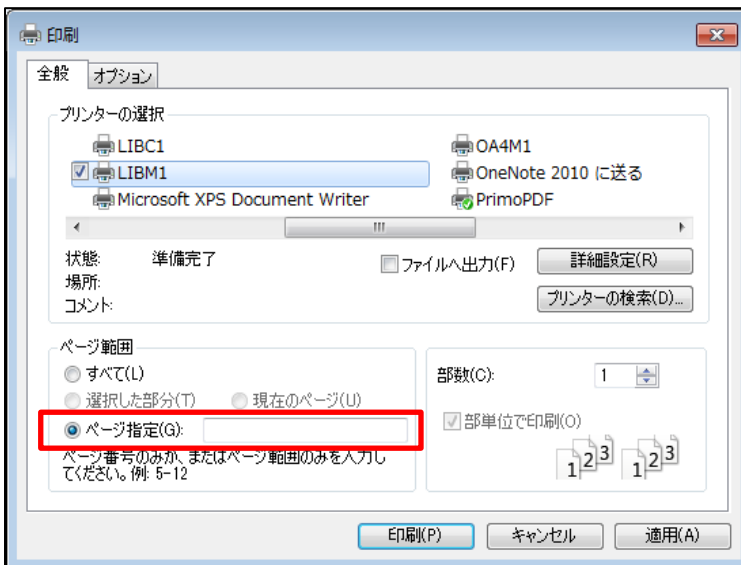 印刷
全般 オプション
プリンターの選択
LIBC1 OA4M1
LIBM1 OneNote 2010 に送る
Microsoft XPS Document Writer PrimoPDF
状態: 準備完了 ファイルへ出力(F) 詳細設定(R)
場所:
コメント: プリンターの検索(D)...
ページ範囲
すべて(L) 部数(C): 1
選択した部分(T) 現在のページ(U)
ページ指定(G): 部単位で印刷(O)
ページ番号のみか、またはページ範囲のみを入力し
てください。例: 5-12
1 2 3 1 2 3
印刷(P) キャンセル 適用(A)